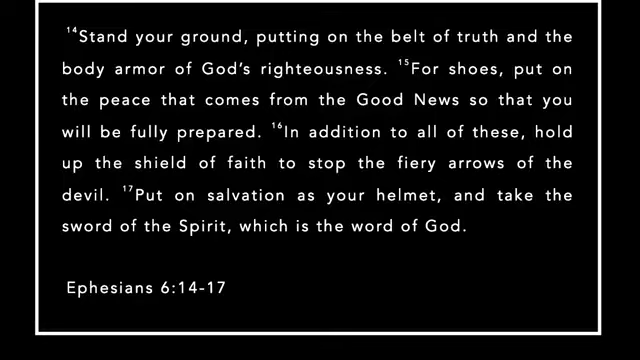 ¹⁴Stand your ground, putting on the belt of truth and the
body armor of God's righteousness. ¹⁵For shoes, put on
the peace that comes from the Good News so that you
will be fully prepared. ¹⁶In addition to all of these, hold
up the shield of faith to stop the fiery arrows of the
devil. ¹⁷Put on salvation as your helmet, and take the
sword of the Spirit, which is the word of God.
Ephesians 6:14-17